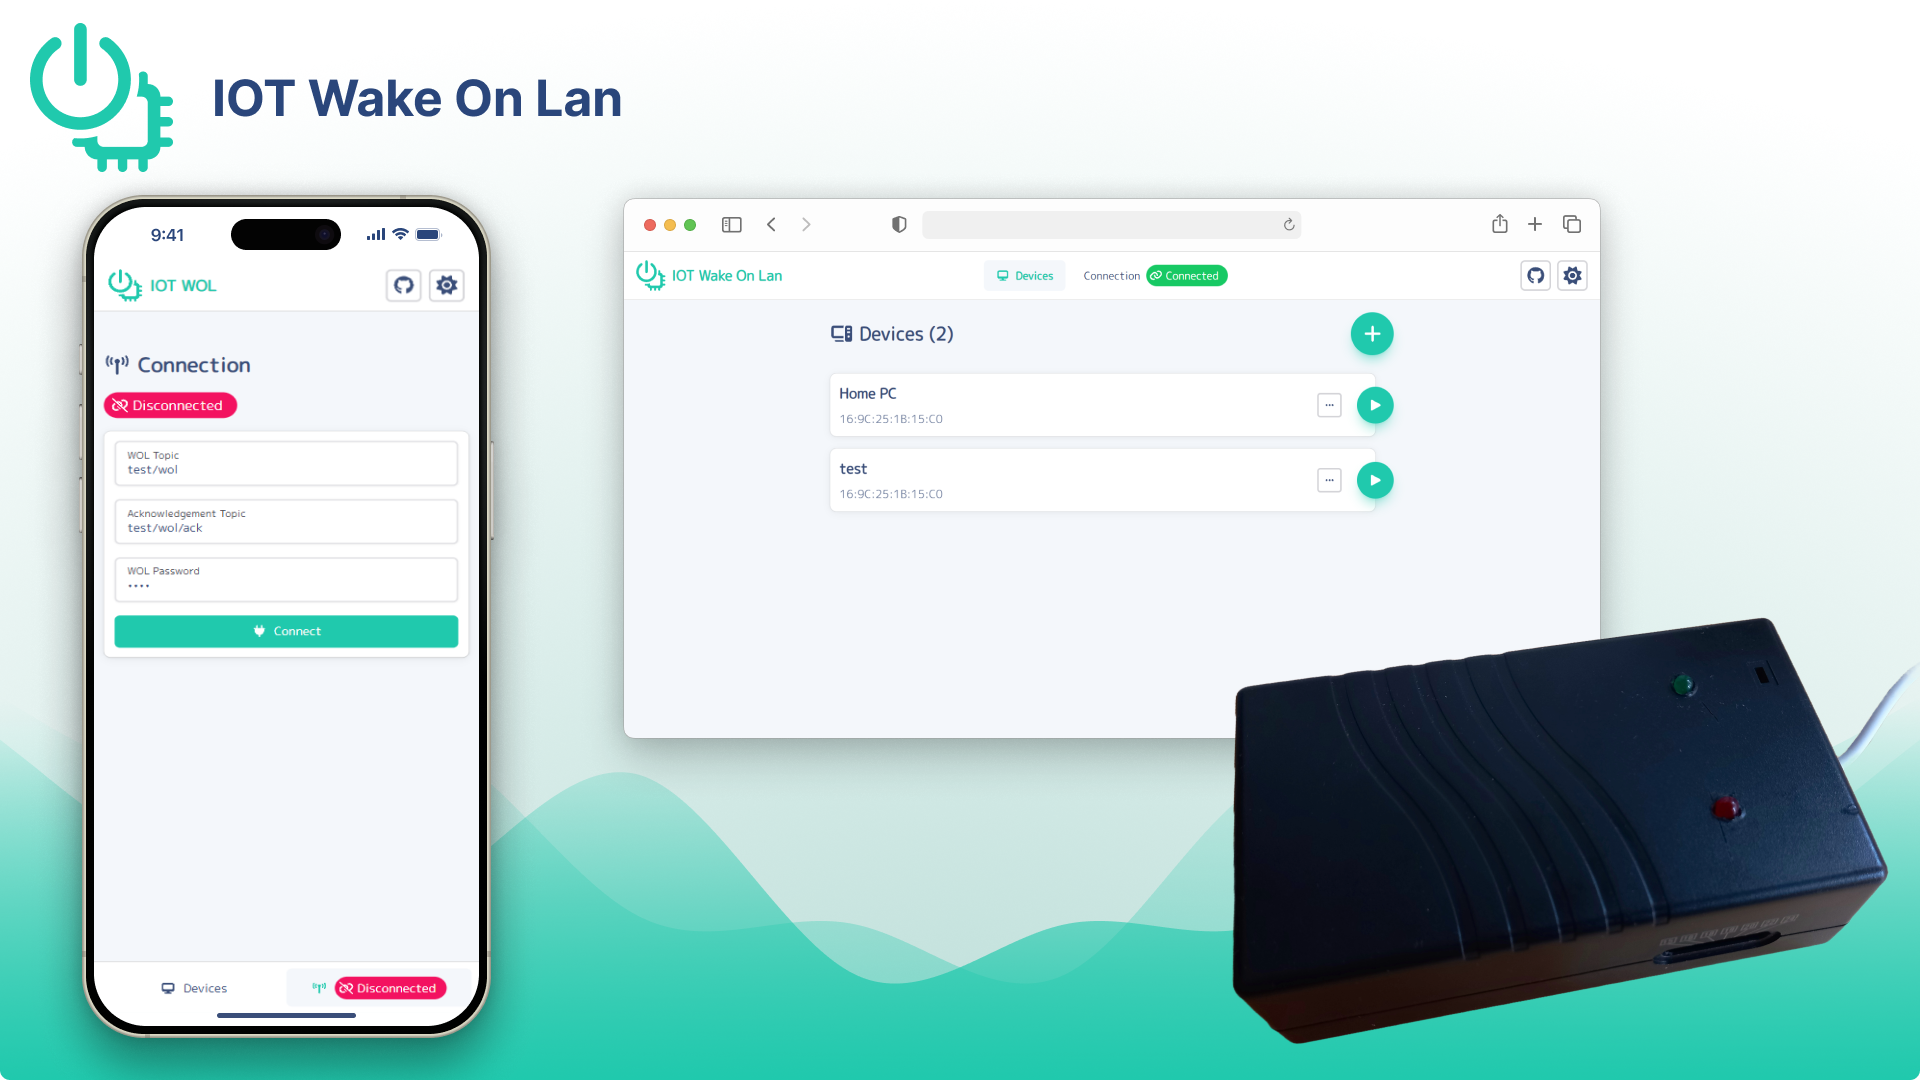 IOT Wake On Lan
9:41
IOT WOL
Connection
Disconnected
WOL Topic
test/wol
Acknowledgement Topic
test/wol/ack
WOL Password
••••
Connect
Devices
Disconnected
IOT Wake On Lan
Devices
Connection
Connected
Devices (2)
Home PC
16:9C:25:1B:15:C0
test
16:9C:25:1B:15:C0